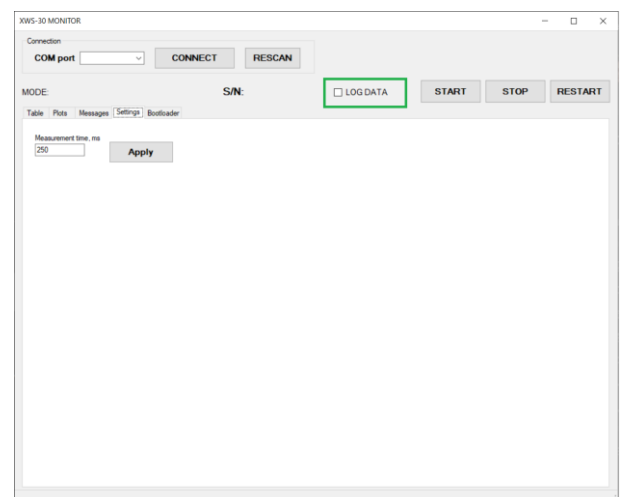 XWS-30 MONITOR
Connection
COM port
CONNECT
RESCAN
MODE:
S/N:
LOG DATA
START
STOP
RESTART
Table Plots Messages Settings Bootloader
Measurement time, ms
250
Apply